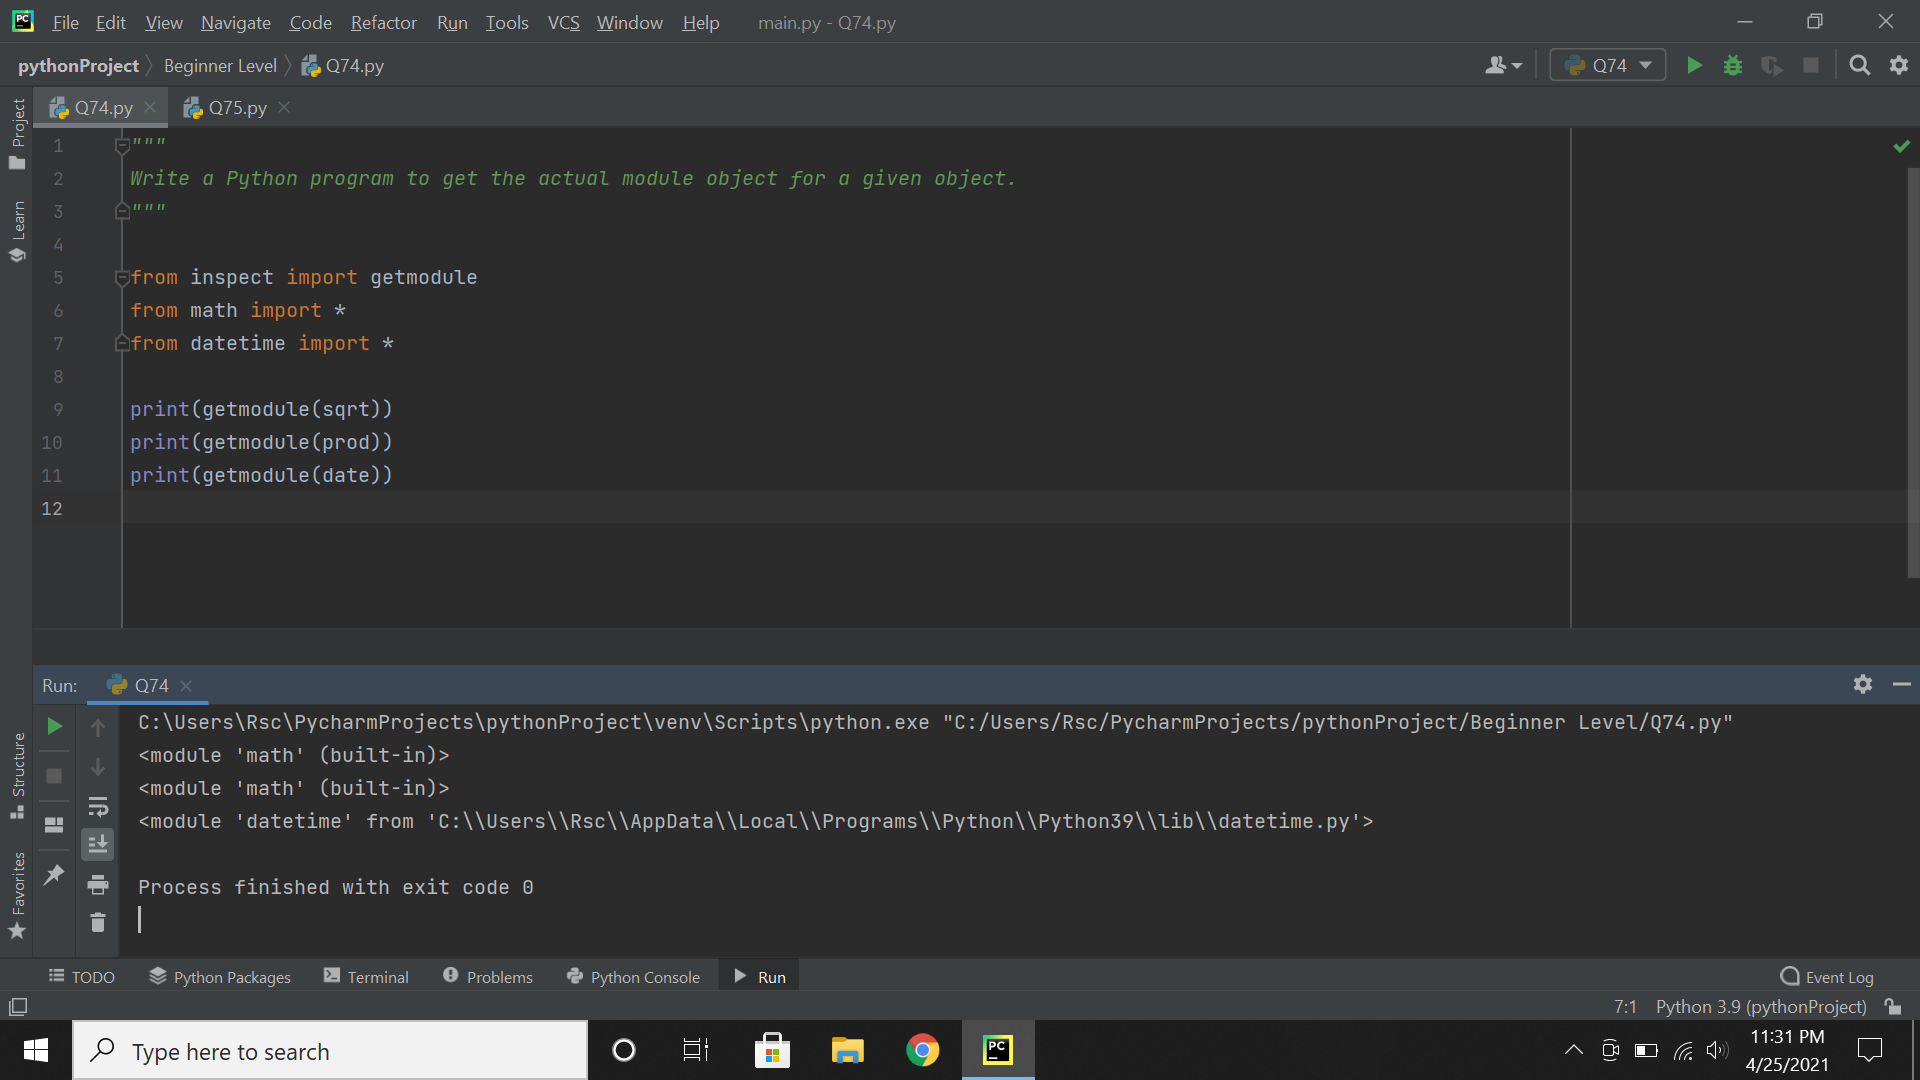 File Edit View Navigate Code Refactor Run Tools VCS Window Help main.py - Q74.py
pythonProject Beginner Level Q74.py Q74
Q74.py Q75.py
Project
Learn
Structure
Favorites
1 """
2 Write a Python program to get the actual module object for a given object.
3 """
4
5 from inspect import getmodule
6 from math import *
7 from datetime import *
8
9 print(getmodule(sqrt))
10 print(getmodule(prod))
11 print(getmodule(date))
12
Run: Q74
C:\Users\Rsc\PycharmProjects\pythonProject\venv\Scripts\python.exe "C:/Users/Rsc/PycharmProjects/pythonProject/Beginner Level/Q74.py"
<module 'math' (built-in)>
<module 'math' (built-in)>
<module 'datetime' from 'C:\\Users\\Rsc\\AppData\\Local\\Programs\\Python\\Python39\\lib\\datetime.py'>
Process finished with exit code 0
TODO Python Packages Terminal Problems Python Console Run Event Log
7:1 Python 3.9 (pythonProject)
Type here to search
PC
11:31 PM
4/25/2021